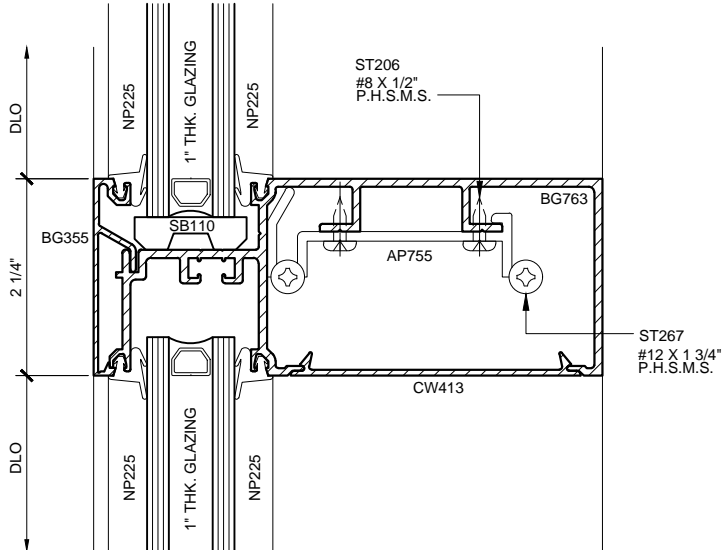 ST206
#8 X 1/2"
P.H.S.M.S.
DLO
NP225
1" THK. GLAZING
NP225
BG763
SB110
BG355
AP755
2 1/4"
ST267
#12 X 1 3/4"
P.H.S.M.S.
CW413
DLO
NP225
1" THK. GLAZING
NP225